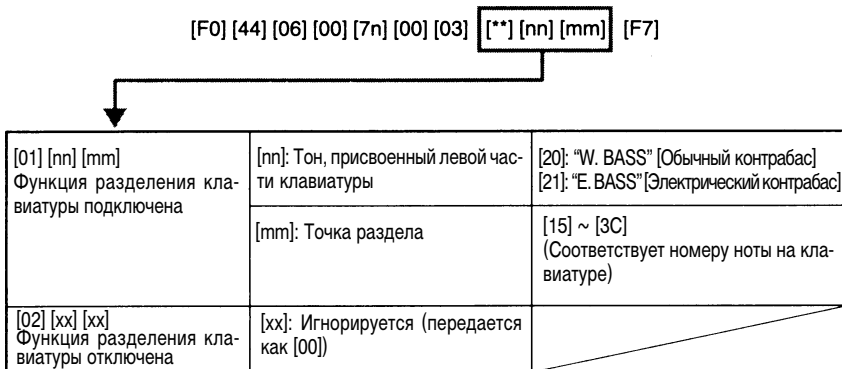 [F0] [44] [06] [00] [7n] [00] [03] [**] [nn] [mm] [F7]
[01] [nn] [mm]
Функция разделения кла-
виатуры подключена
[nn]: Тон, присвоенный левой час-
ти клавиатуры
[20]: “W. BASS” [Обычный контрабас]
[21]: “E. BASS” [Электрический контрабас]
[mm]: Точка раздела
[15] ~ [3C]
(Соответствует номеру ноты на кла-
виатуре)
[02] [xx] [xx]
Функция разделения кла-
виатуры отключена
[xx]: Игнорируется (передается
как [00])